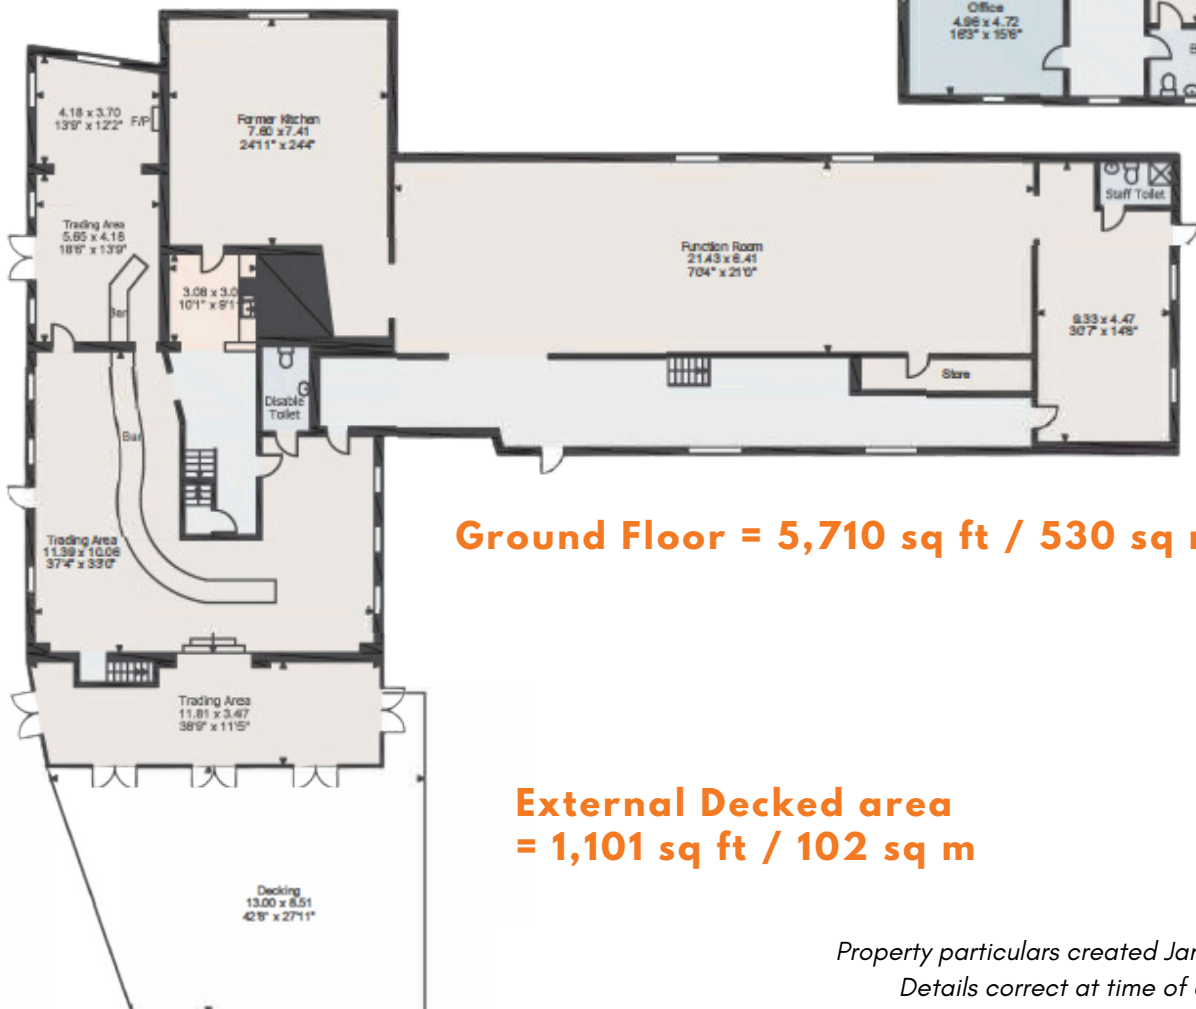 Office
4.98 x 4.72
16'3" x 15'6"
4.18 x 3.70
13'9" x 12'2"
F/P
Former Kitchen
7.60 x 7.41
24'11" x 24'4"
Trading Area
5.65 x 4.18
18'6" x 13'9"
Bar
3.08 x 3.0
10'1" x 9'1
Function Room
21.43 x 6.41
70'4" x 21'0"
Staff Toilet
9.33 x 4.47
30'7" x 14'8"
Store
Disable
Toilet
Bar
Trading Area
11.39 x 10.06
37'4" x 33'0"
Ground Floor = 5,710 sq ft / 530 sq
Trading Area
11.81 x 3.47
38'9" x 11'5"
External Decked area
= 1,101 sq ft / 102 sq m
Decking
13.00 x 8.51
42'8" x 27'11"
Property particulars created Jan
Details correct at time of